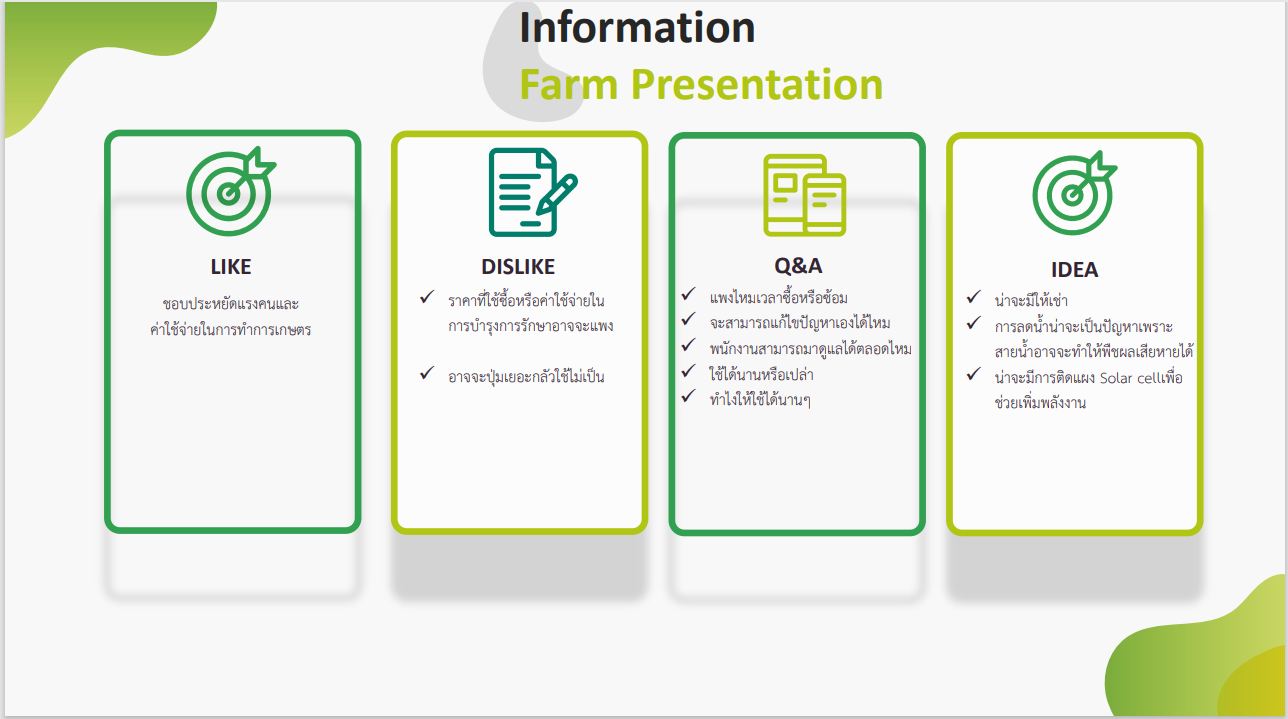 Information
Farm Presentation
LIKE
ชอบประหยัดแรงคนและ
ค่าใช้จ่ายในการทำการเกษตร
DISLIKE
ราคาที่ใช้ซื้อหรือค่าใช้จ่ายใน
การบำรุงการรักษาอาจจะแพง
อาจจะปุ่มเยอะกลัวใช้ไม่เป็น
Q&A
แพงไหมเวลาซื้อหรือซ้อม
จะสามารถแก้ไขปัญหาเองได้ไหม
พนักงานสามารถมาดูแลได้ตลอดไหม
ใช้ได้นานหรือเปล่า
ทำไงให้ใช้ได้นานๆ
IDEA
น่าจะมีให้เช่า
การลดน้ำน่าจะเป็นปัญหาเพราะ
สายน้ำอาจจะทำให้พืชผลเสียหายได้
น่าจะมีการติดแผง Solar cellเพื่อ
ช่วยเพิ่มพลังงาน